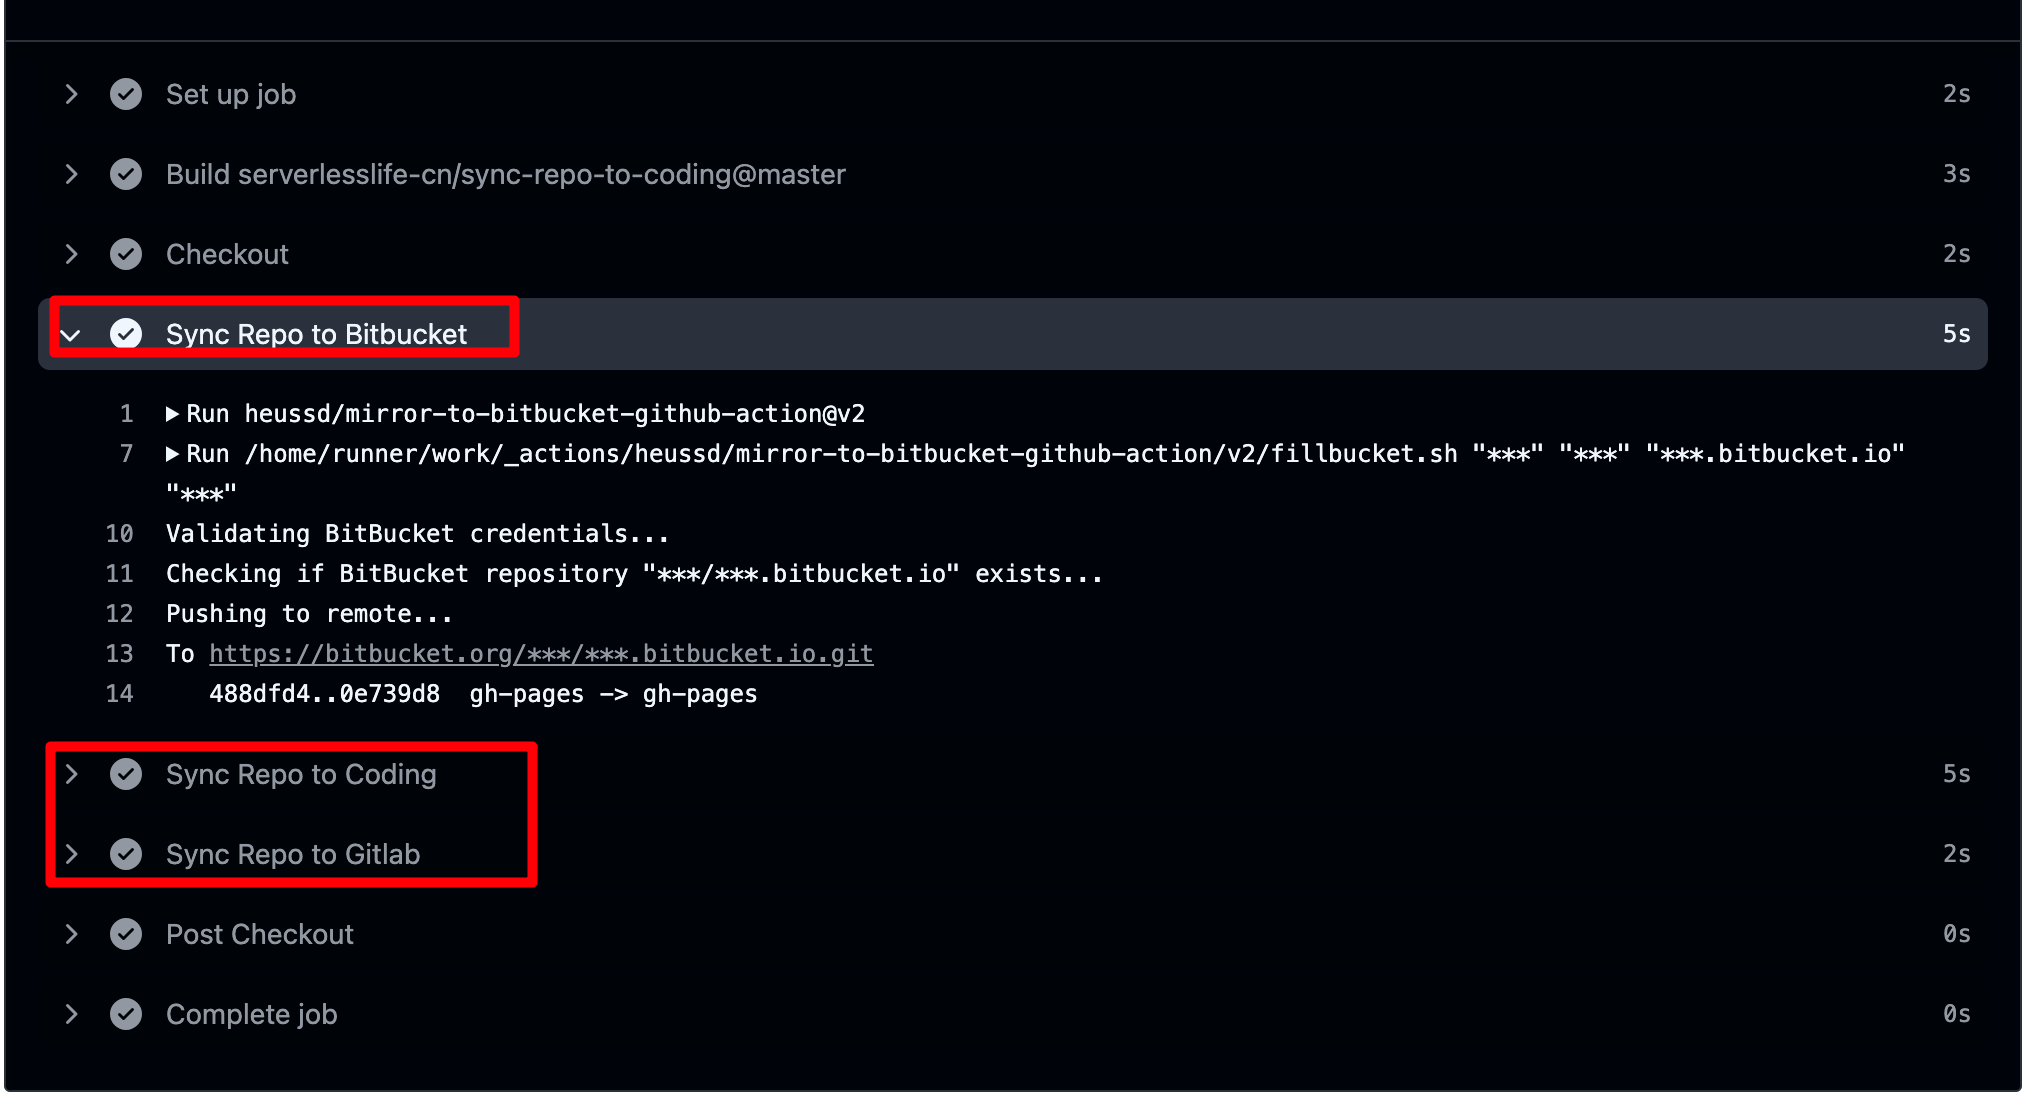 Set up job 2s
Build serverlesslife-cn/sync-repo-to-coding@master 3s
Checkout 2s
Sync Repo to Bitbucket 5s
1 Run heussd/mirror-to-bitbucket-github-action@v2
7 Run /home/runner/work/_actions/heussd/mirror-to-bitbucket-github-action/v2/fillbucket.sh "***" "***" "***.bitbucket.io"
"***"
10 Validating BitBucket credentials...
11 Checking if BitBucket repository "***/***.bitbucket.io" exists...
12 Pushing to remote...
13 To https://bitbucket.org/***/***.bitbucket.io.git
14 488dfd4..0e739d8 gh-pages -> gh-pages
Sync Repo to Coding 5s
Sync Repo to Gitlab 2s
Post Checkout 0s
Complete job 0s